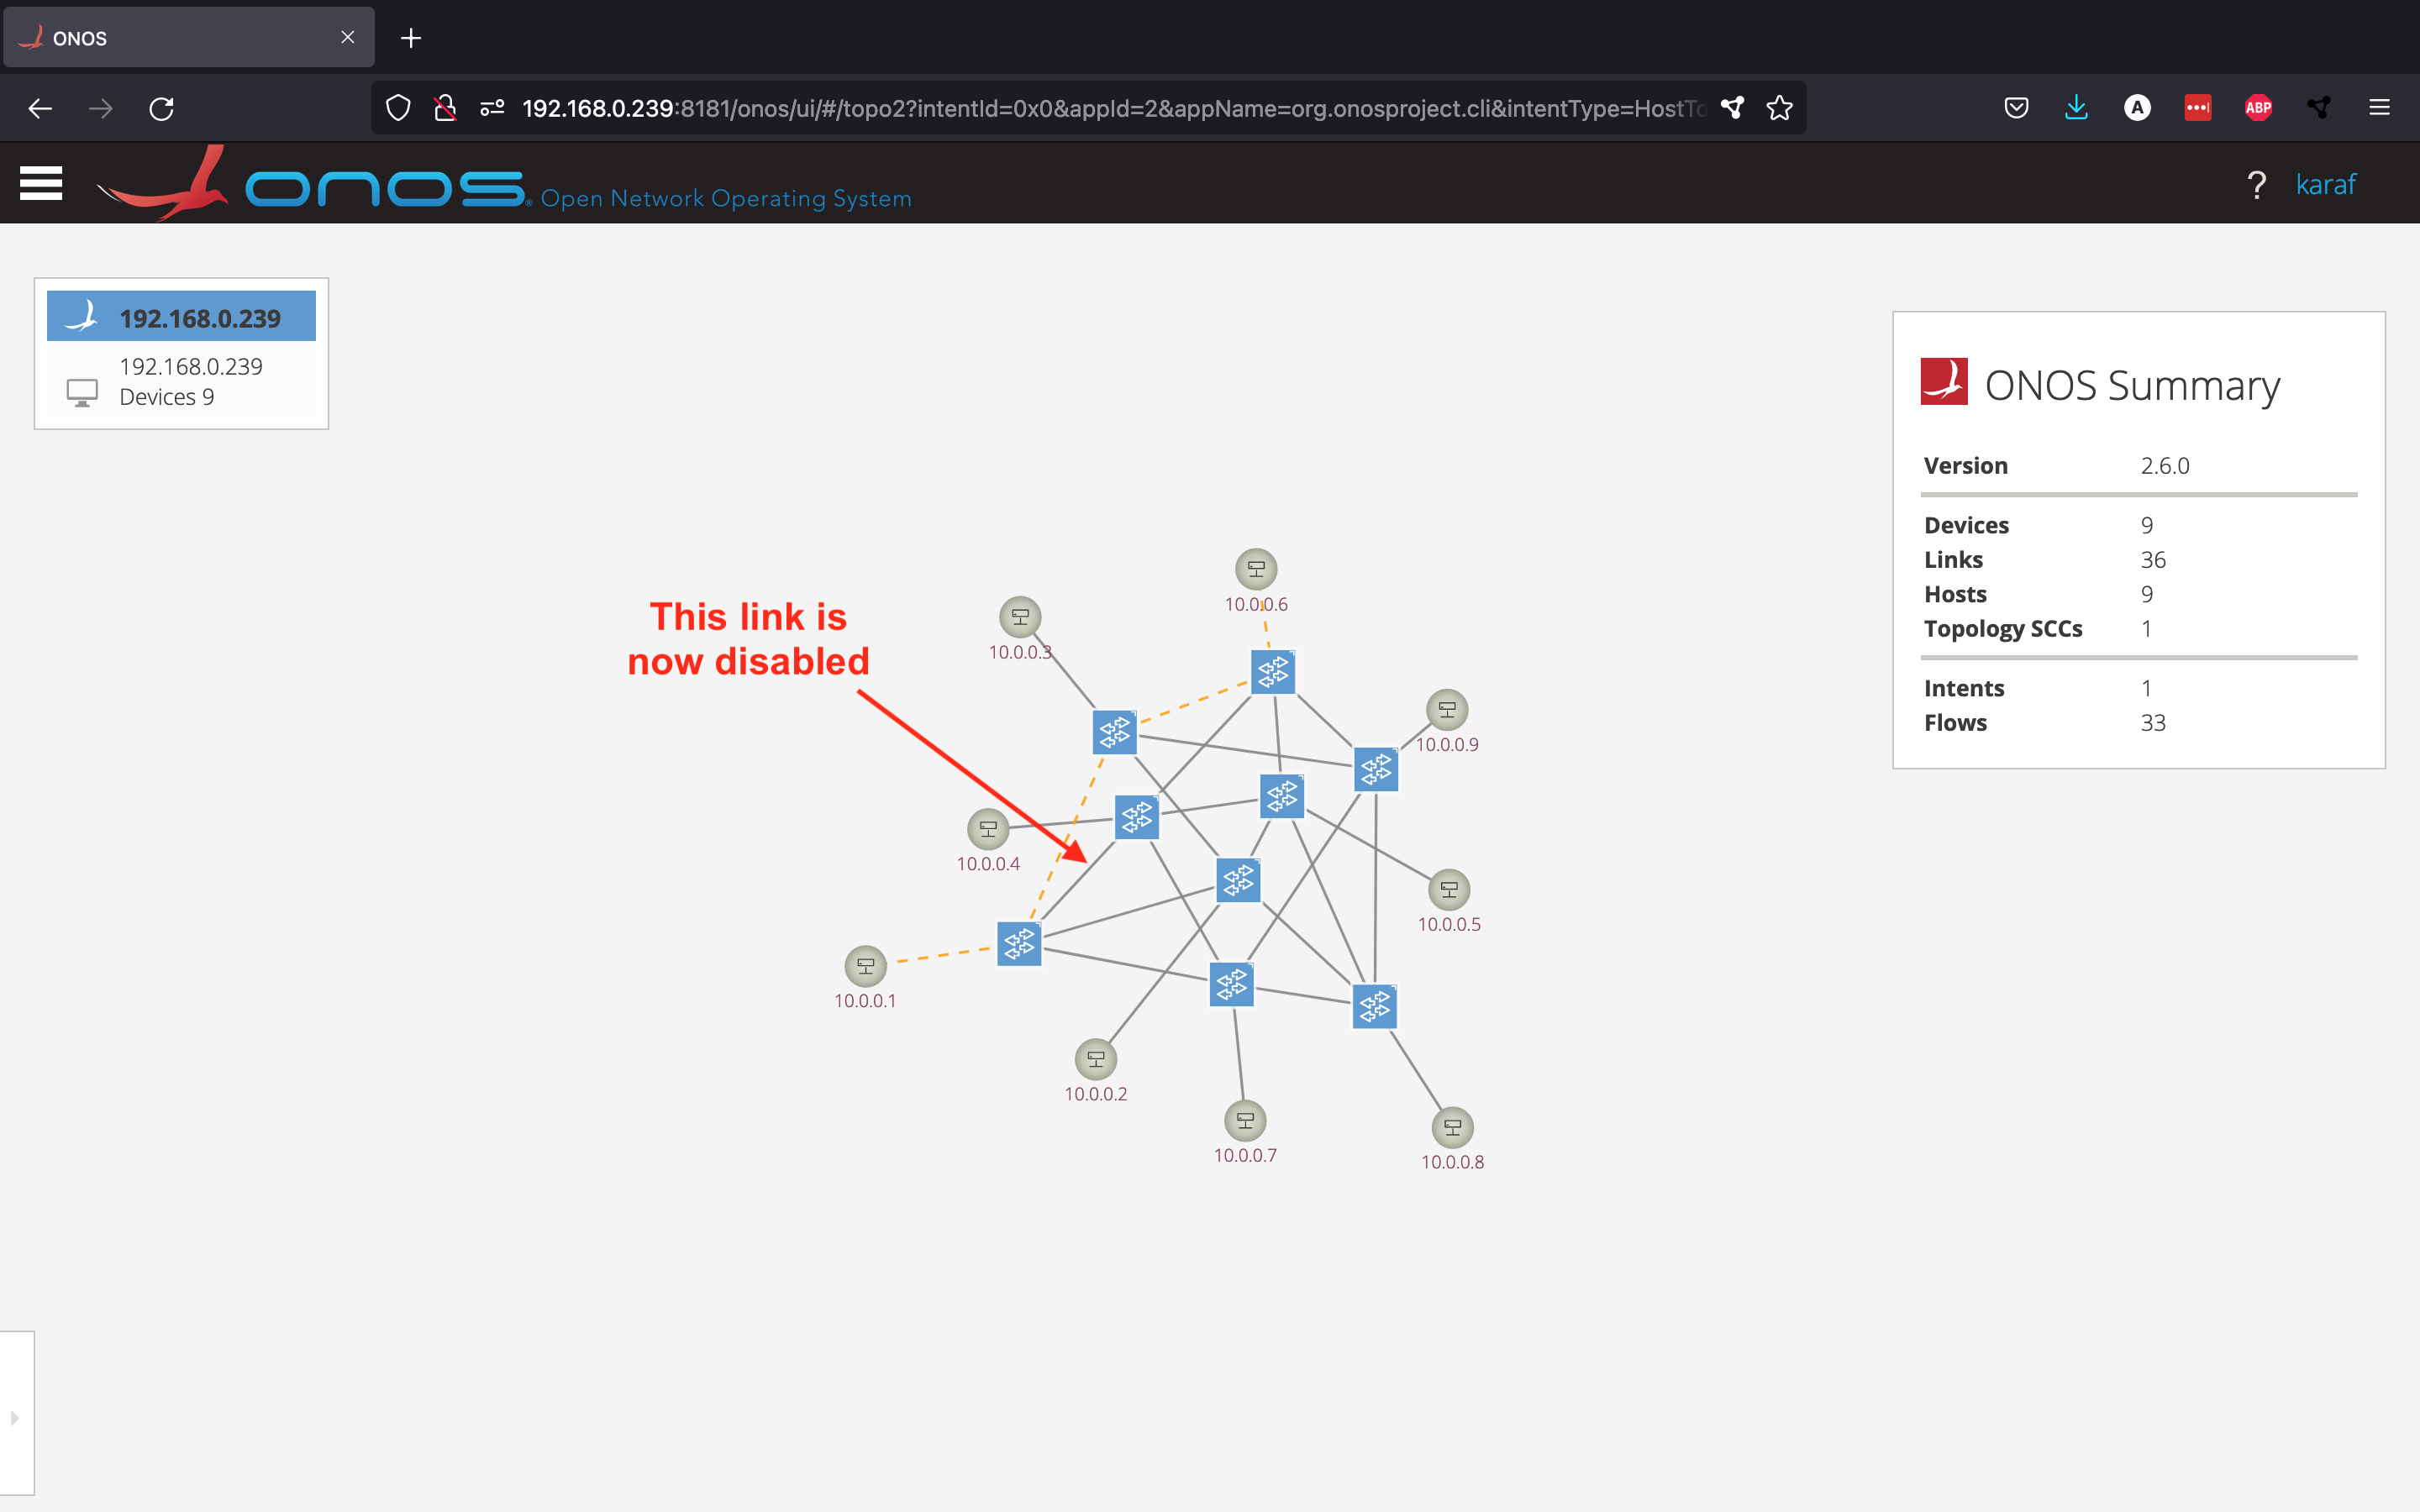 ONOS
192.168.0.239:8181/onos/ui/#/topo2?intentId=0x0&appId=2&appName=org.onosproject.cli&intentType=HostTo
A
ABP
onos® Open Network Operating System
? karaf
192.168.0.239
192.168.0.239
Devices 9
ONOS Summary
Version 2.6.0
Devices 9
Links 36
Hosts 9
Topology SCCs 1
Intents 1
Flows 33
This link is
now disabled
10.0.0.6
10.0.0.3
10.0.0.9
10.0.0.4
10.0.0.5
10.0.0.1
10.0.0.2
10.0.0.7
10.0.0.8